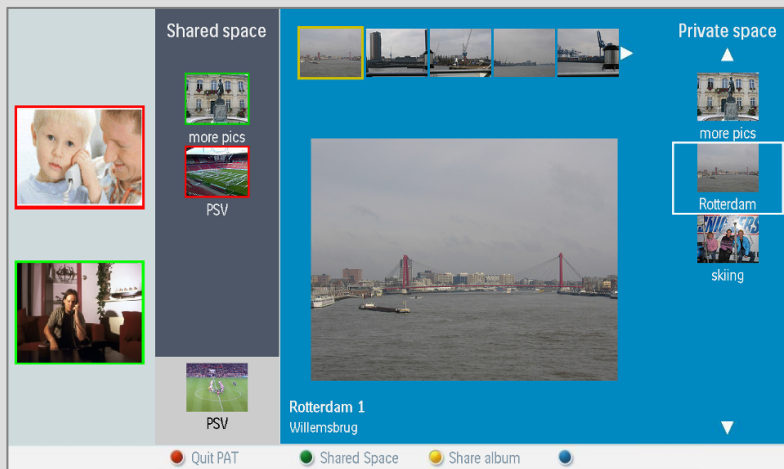 Shared space
more pics
PSV
PSV
Rotterdam 1
Willemsbrug
Private space
more pics
Rotterdam
skiing
Quit PAT
Shared Space
Share album